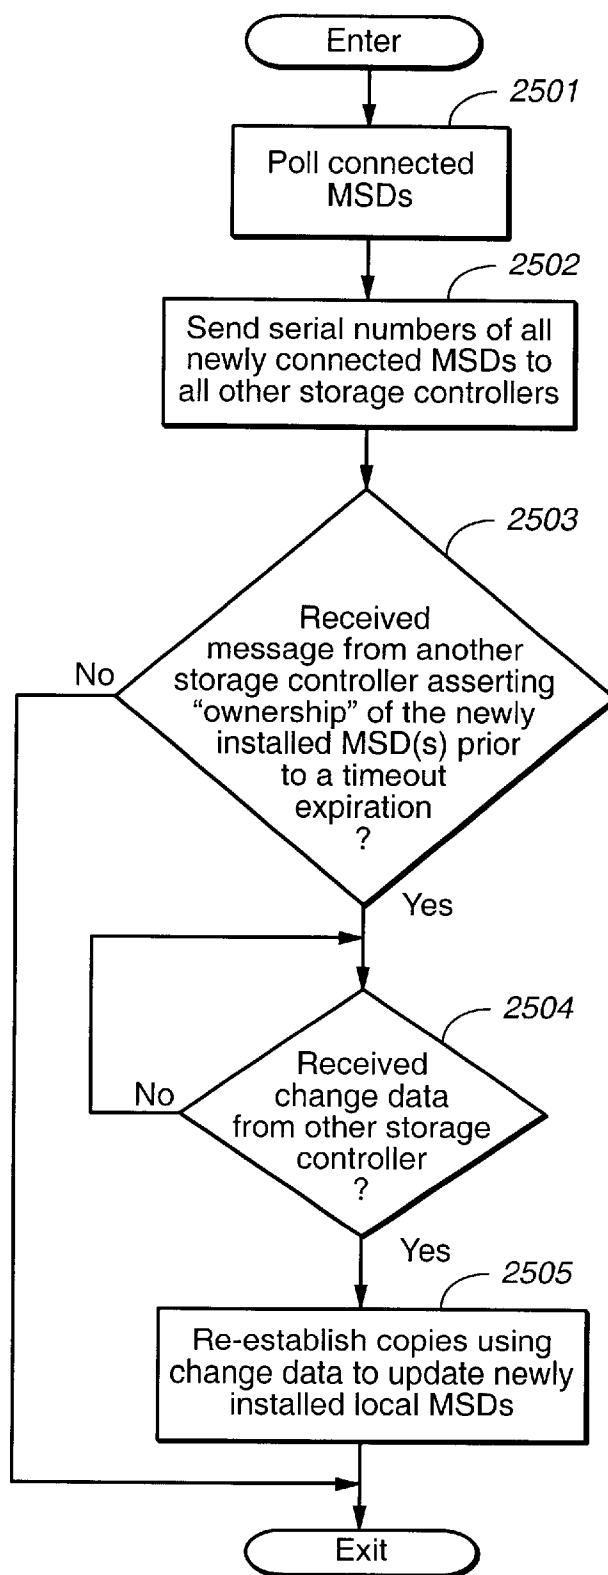 Enter
2501
Poll connected
MSDs
2502
Send serial numbers of all
newly connected MSDs to
all other storage controllers
2503
Received
message from another
storage controller asserting
“ownership” of the newly
installed MSD(s) prior
to a timeout
expiration
?
No
Yes
2504
Received
change data
from other storage
controller
?
No
Yes
2505
Re-establish copies using
change data to update newly
installed local MSDs
Exit